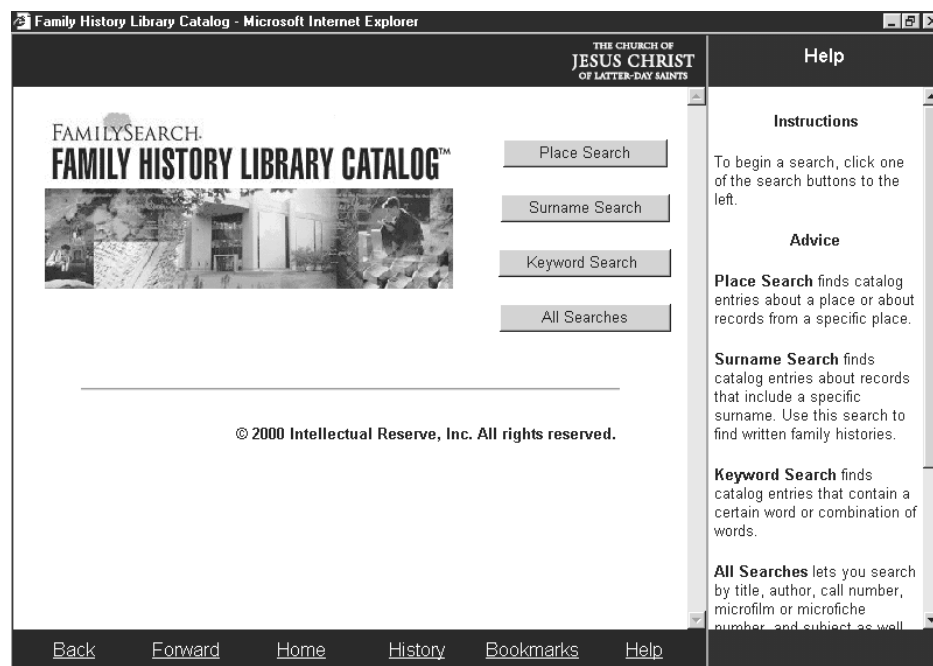 Family History Library Catalog - Microsoft Internet Explorer
THE CHURCH OF
JESUS CHRIST
OF LATTER-DAY SAINTS
FAMILYSEARCH.
FAMILY HISTORY LIBRARY CATALOG™
Place Search
Surname Search
Keyword Search
All Searches
© 2000 Intellectual Reserve, Inc. All rights reserved.
Help
Instructions
To begin a search, click one
of the search buttons to the
left.
Advice
Place Search finds catalog
entries about a place or about
records from a specific place.
Surname Search finds
catalog entries about records
that include a specific
surname. Use this search to
find written family histories.
Keyword Search finds
catalog entries that contain a
certain word or combination of
words.
All Searches lets you search
by title, author, call number,
microfilm or microfiche
number, and subject as well
Back Forward Home History Bookmarks Help